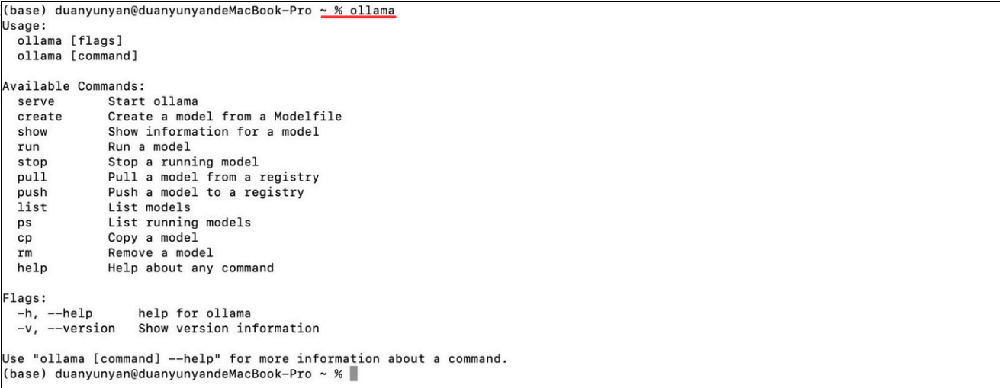 (base) duanyunyan@duanyunyandeMacBook-Pro ~ % ollama
Usage:
  ollama [flags]
  ollama [command]

Available Commands:
  serve       Start ollama
  create      Create a model from a Modelfile
  show        Show information for a model
  run         Run a model
  stop        Stop a running model
  pull        Pull a model from a registry
  push        Push a model to a registry
  list        List models
  ps          List running models
  cp          Copy a model
  rm          Remove a model
  help        Help about any command

Flags:
  -h, --help      help for ollama
  -v, --version   Show version information

Use "ollama [command] --help" for more information about a command.
(base) duanyunyan@duanyunyandeMacBook-Pro ~ %